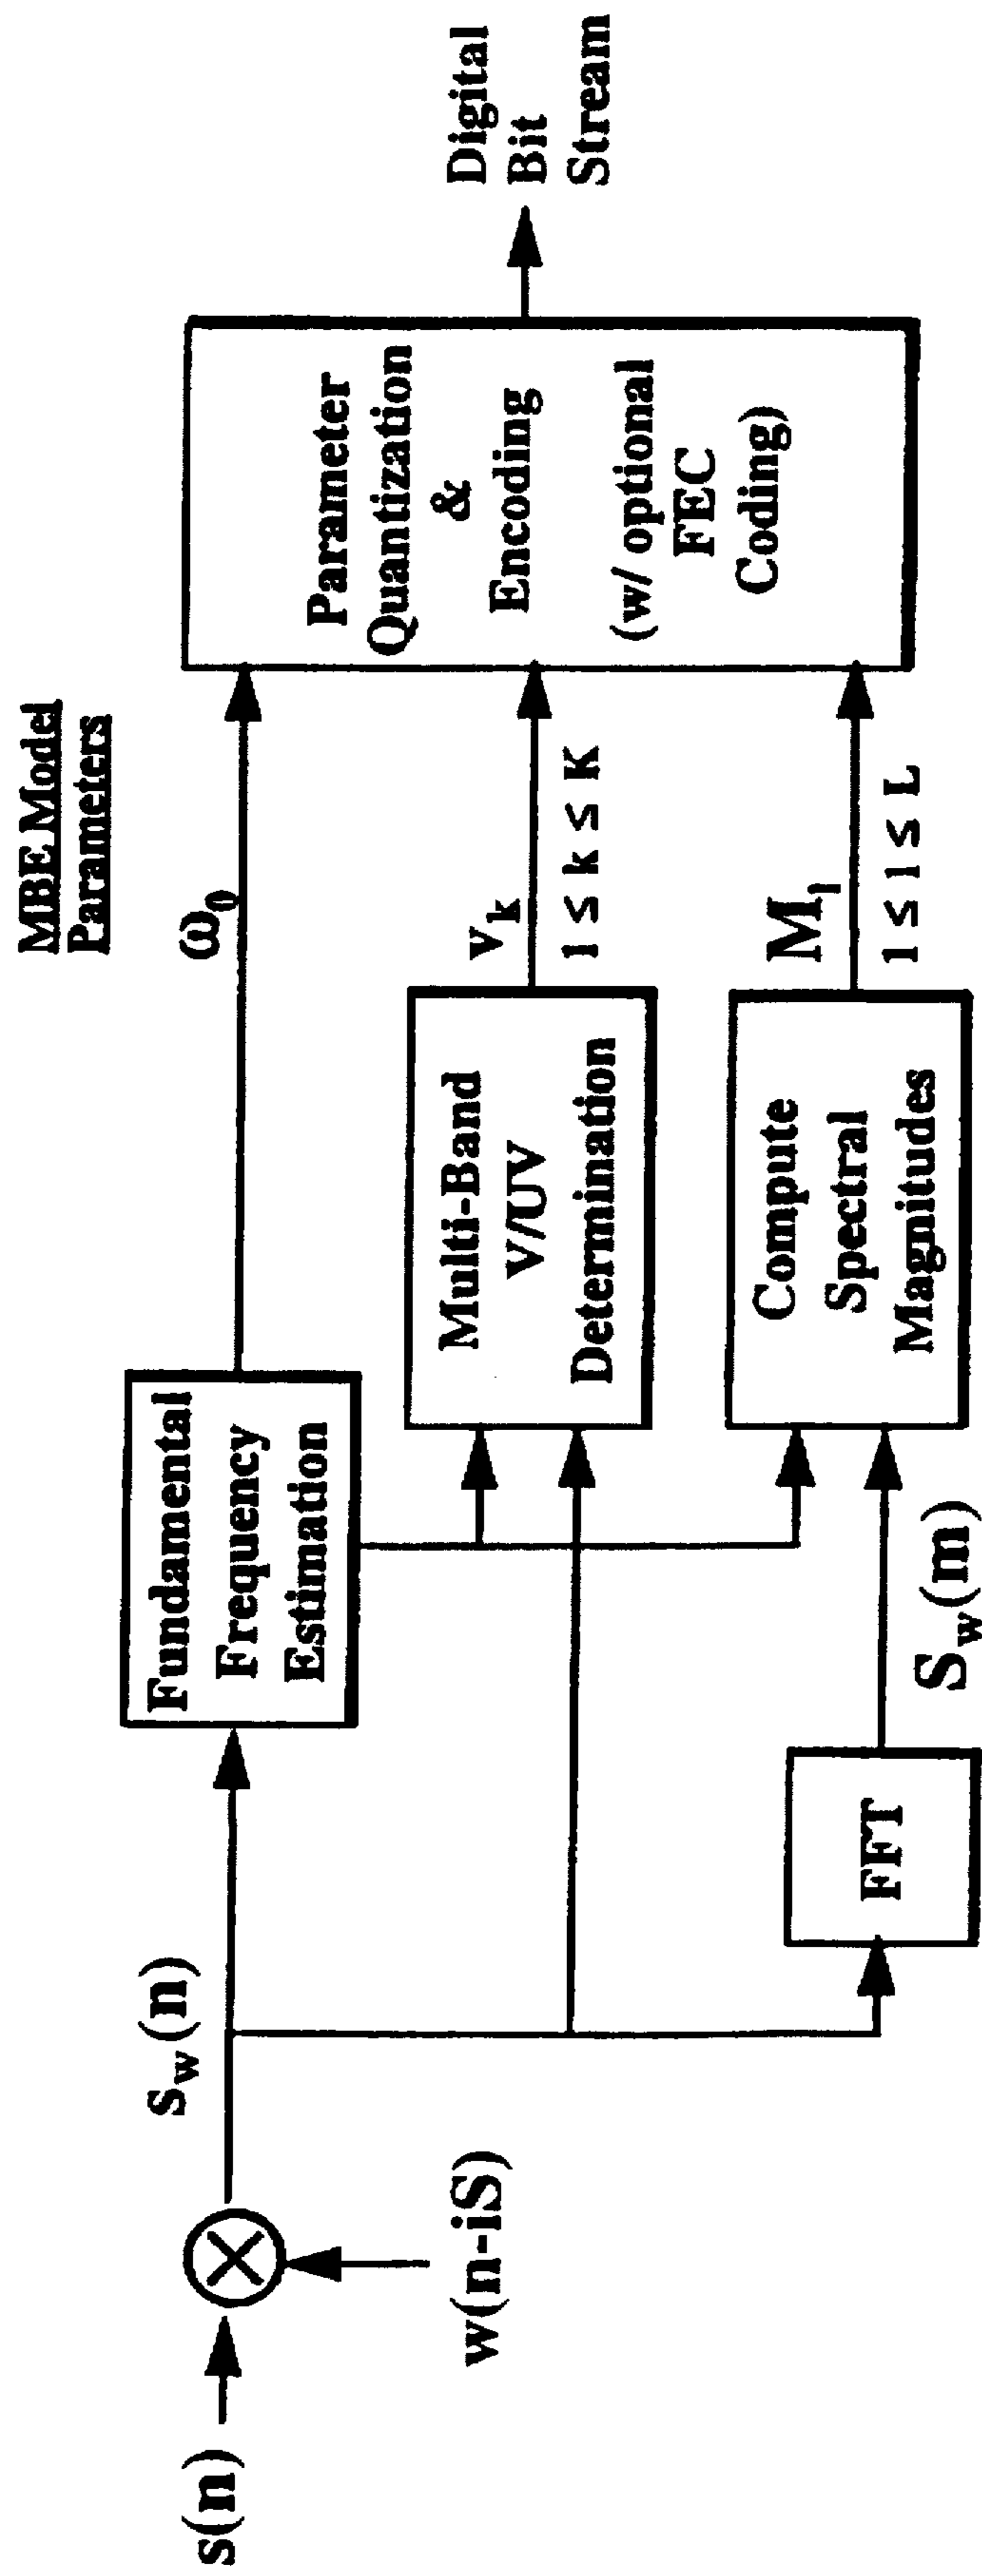 s(n)
w(n-iS)
s_w(n)
Fundamental
Frequency
Estimation
FFT
S_w(m)
Multi-Band
V/UV
Determination
Compute
Spectral
Magnitudes
MBE Model
Parameters
ω_0
v_k
1 ≤ k ≤ K
M_l
1 ≤ l ≤ L
Parameter
Quantization
&
Encoding
(w/ optional
FEC
Coding)
Digital
Bit
Stream